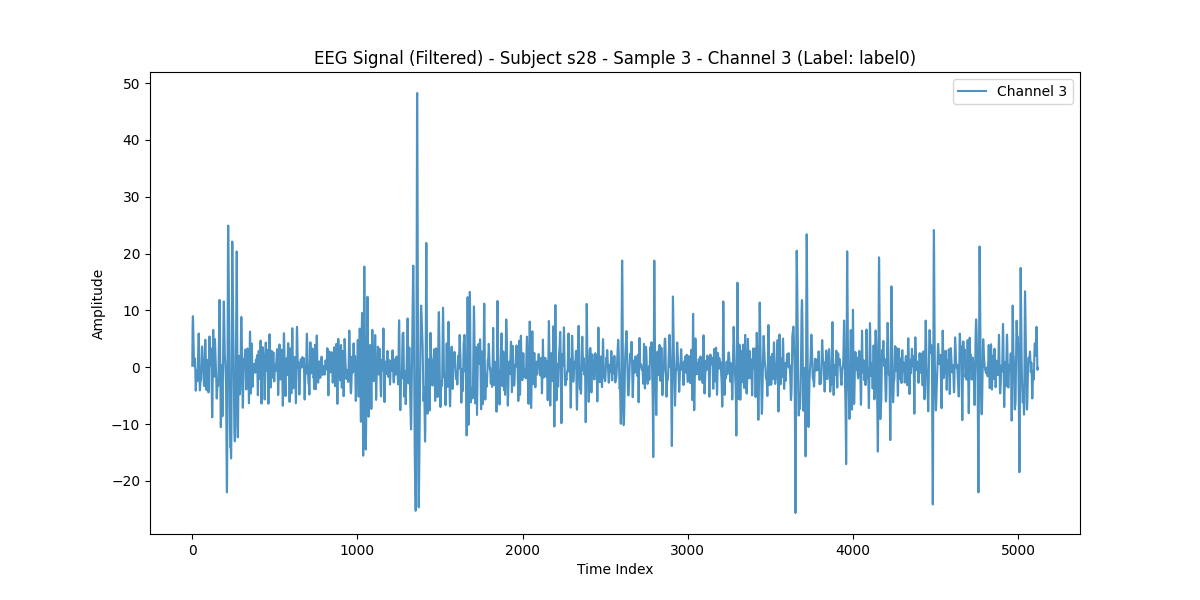 EEG Signal (Filtered) - Subject s28 - Sample 3 - Channel 3 (Label: label0)
Channel 3
50
40
30
20
10
0
−10
−20
Amplitude
0 1000 2000 3000 4000 5000
Time Index